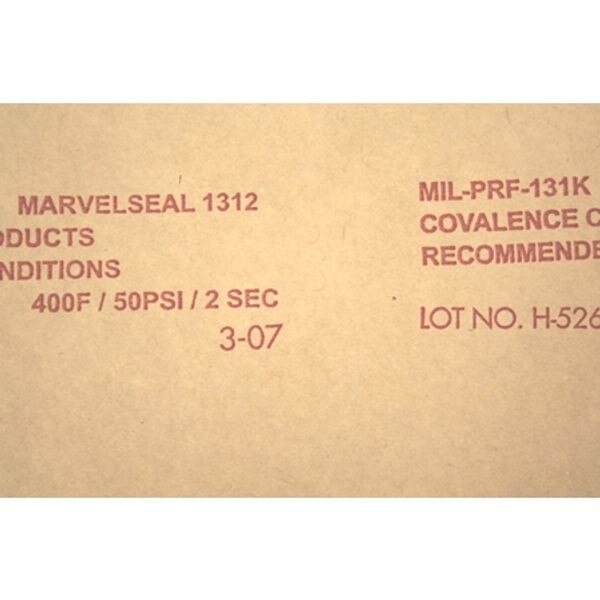 MARVELSEAL 1312
ODUCTS
NDITIONS
400F / 50PSI / 2 SEC
3-07
MIL-PRF-131K
COVALENCE C
RECOMMENDE
LOT NO. H-526